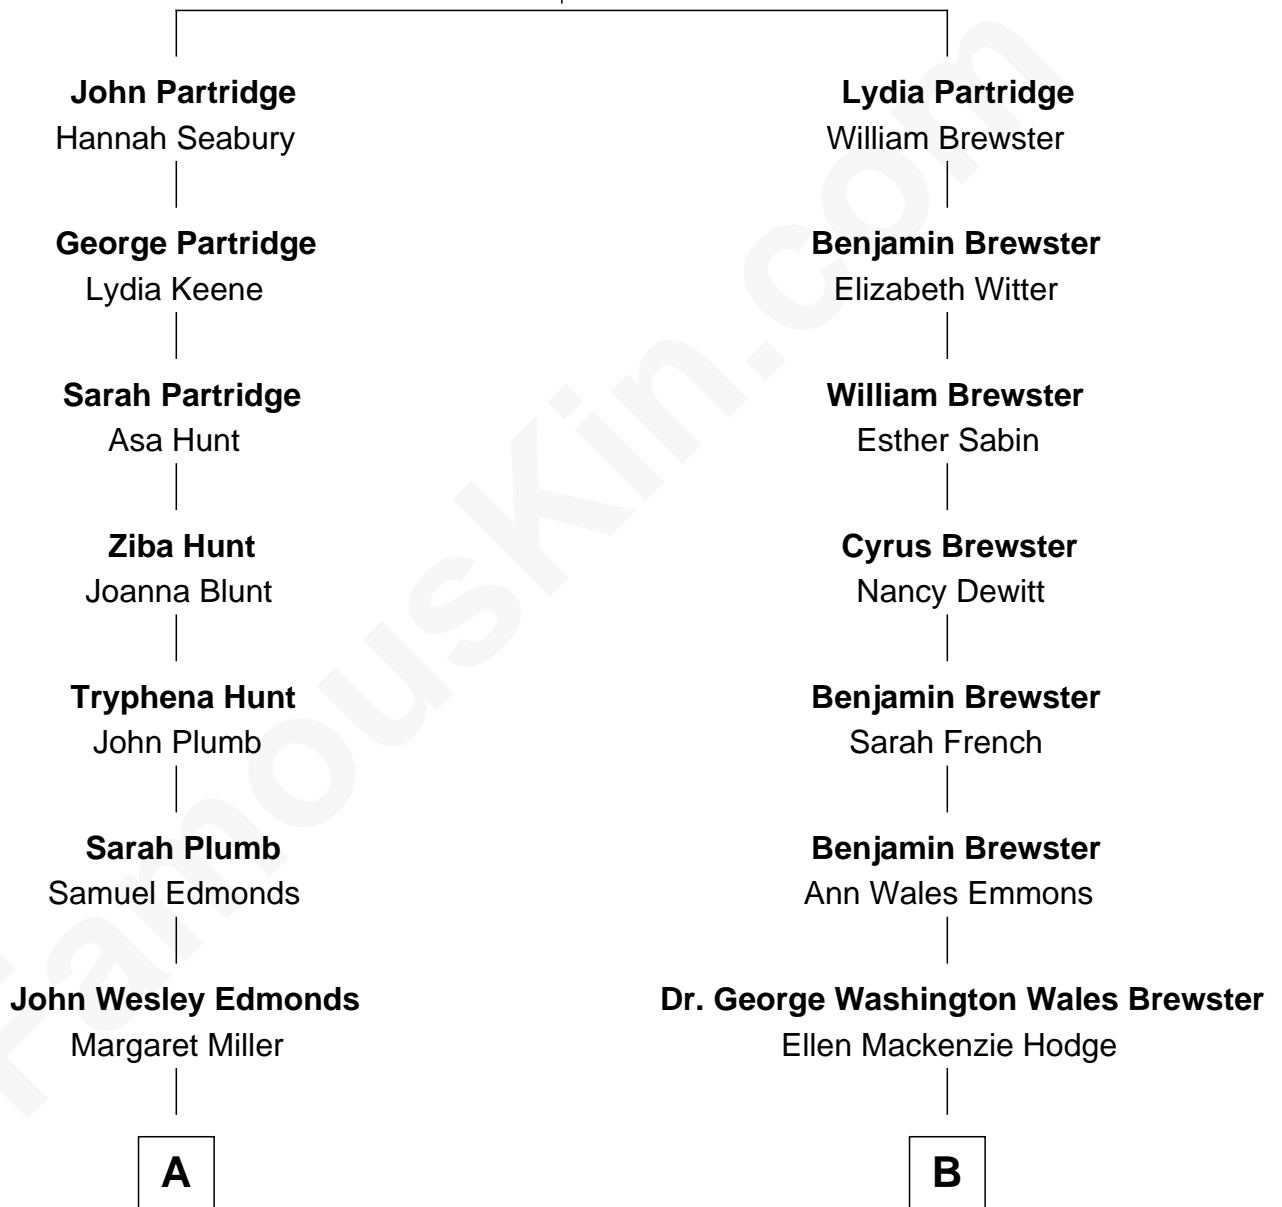 John Partridge
Hannah Seabury
George Partridge
Lydia Keene
Sarah Partridge
Asa Hunt
Ziba Hunt
Joanna Blunt
Tryphena Hunt
John Plumb
Sarah Plumb
Samuel Edmonds
John Wesley Edmonds
Margaret Miller
A
Lydia Partridge
William Brewster
Benjamin Brewster
Elizabeth Witter
William Brewster
Esther Sabin
Cyrus Brewster
Nancy Dewitt
Benjamin Brewster
Sarah French
Benjamin Brewster
Ann Wales Emmons
Dr. George Washington Wales Brewster
Ellen Mackenzie Hodge
B
FamousKin.com